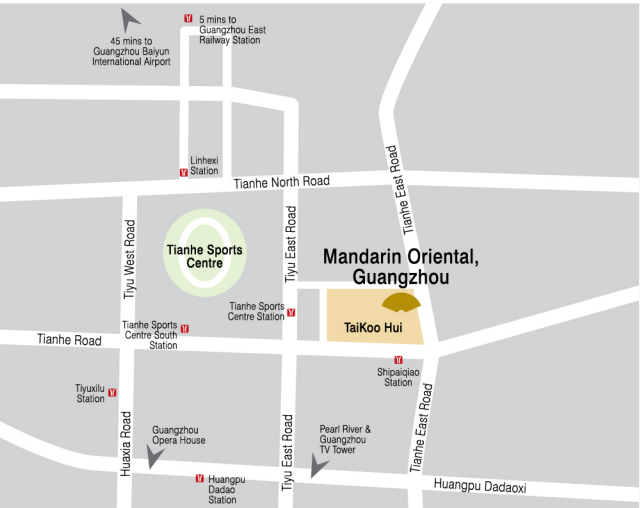 5 mins to
Guangzhou East
Railway Station
45 mins to
Guangzhou Baiyun
International Airport
Linhexi
Station
Tianhe North Road
Tianhe East Road
Tiyu West Road
Tianhe Sports
Centre
Tiyu East Road
Mandarin Oriental,
Guangzhou
Tianhe Sports
Centre Station
TaiKoo Hui
Tianhe Sports
Centre South
Station
Tianhe Road
Shipaiqiao
Station
Tiyuxilu
Station
Huaxia Road
Guangzhou
Opera House
Tiyu East Road
Pearl River &
Guangzhou
TV Tower
Tianhe East Road
Huangpu
Dadao
Station
Huangpu Dadaoxi